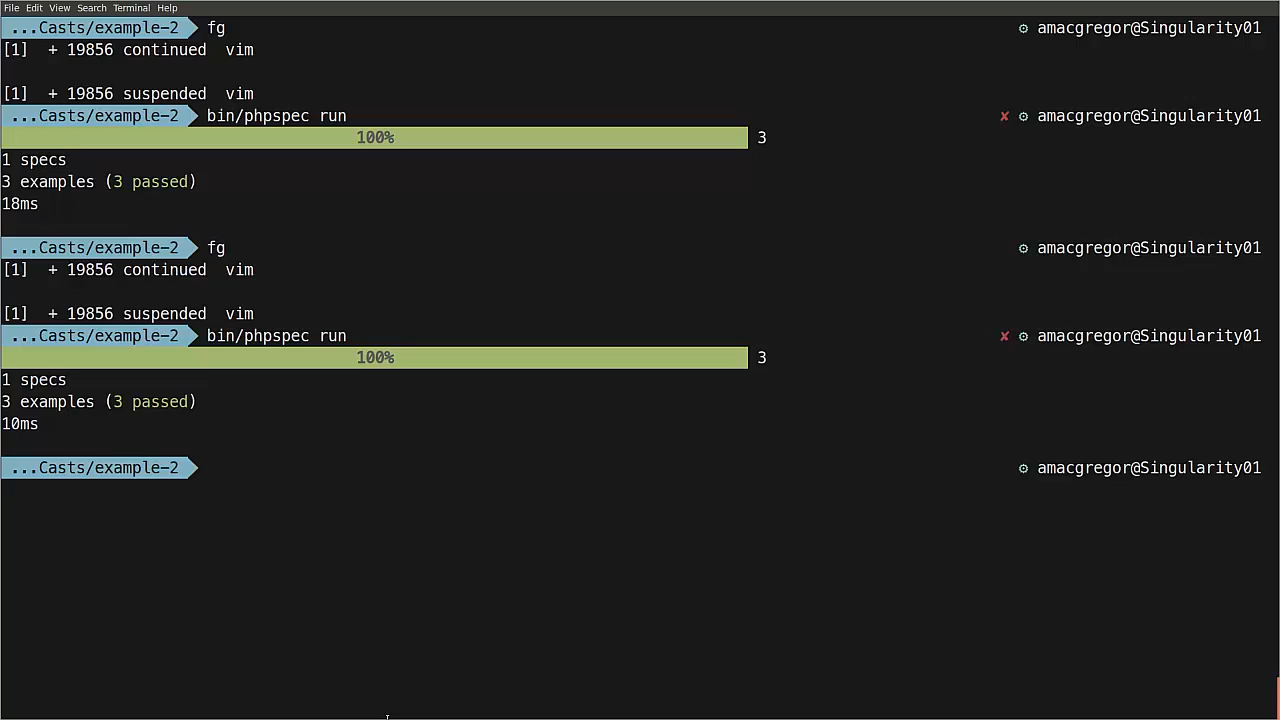 File Edit View Search Terminal Help
...Casts/example-2 fg ⚙ amacgregor@Singularity01
[1]  + 19856 continued  vim
[1]  + 19856 suspended  vim
...Casts/example-2 bin/phpspec run ✘ ⚙ amacgregor@Singularity01
100% 3
1 specs
3 examples (3 passed)
18ms
...Casts/example-2 fg ⚙ amacgregor@Singularity01
[1]  + 19856 continued  vim
[1]  + 19856 suspended  vim
...Casts/example-2 bin/phpspec run ✘ ⚙ amacgregor@Singularity01
100% 3
1 specs
3 examples (3 passed)
10ms
...Casts/example-2 ⚙ amacgregor@Singularity01